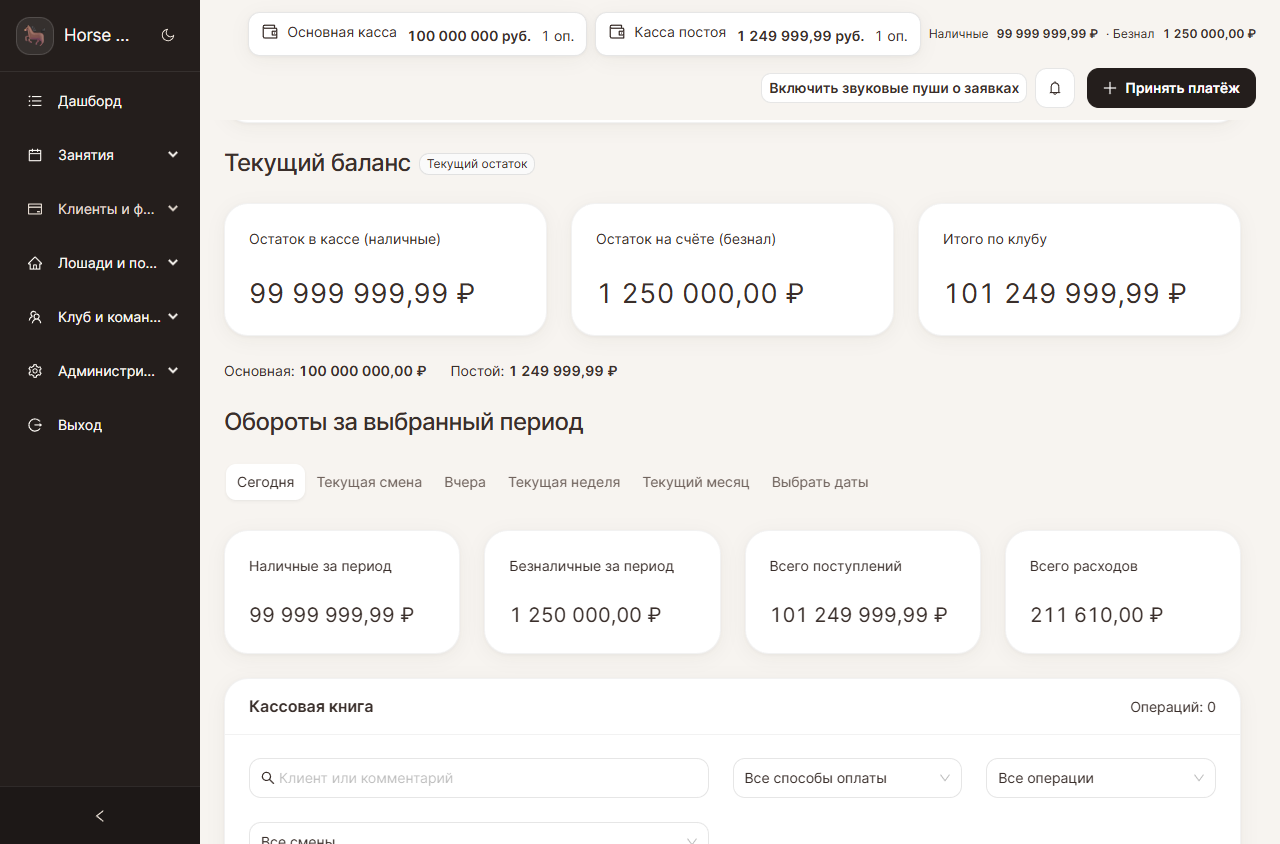 Horse ...
Дашборд
Занятия
Клиенты и ф...
Лошади и по...
Клуб и коман...
Администри...
Выход
Основная касса 100 000 000 руб. 1 оп.
Касса постоя 1 249 999,99 руб. 1 оп.
Наличные 99 999 999,99 ₽ · Безнал 1 250 000,00 ₽
Включить звуковые пуши о заявках
Принять платёж
Текущий баланс Текущий остаток
Остаток в кассе (наличные)
99 999 999,99 ₽
Остаток на счёте (безнал)
1 250 000,00 ₽
Итого по клубу
101 249 999,99 ₽
Основная: 100 000 000,00 ₽ Постой: 1 249 999,99 ₽
Обороты за выбранный период
Сегодня Текущая смена Вчера Текущая неделя Текущий месяц Выбрать даты
Наличные за период
99 999 999,99 ₽
Безналичные за период
1 250 000,00 ₽
Всего поступлений
101 249 999,99 ₽
Всего расходов
211 610,00 ₽
Кассовая книга Операций: 0
Клиент или комментарий Все способы оплаты Все операции
Все смены